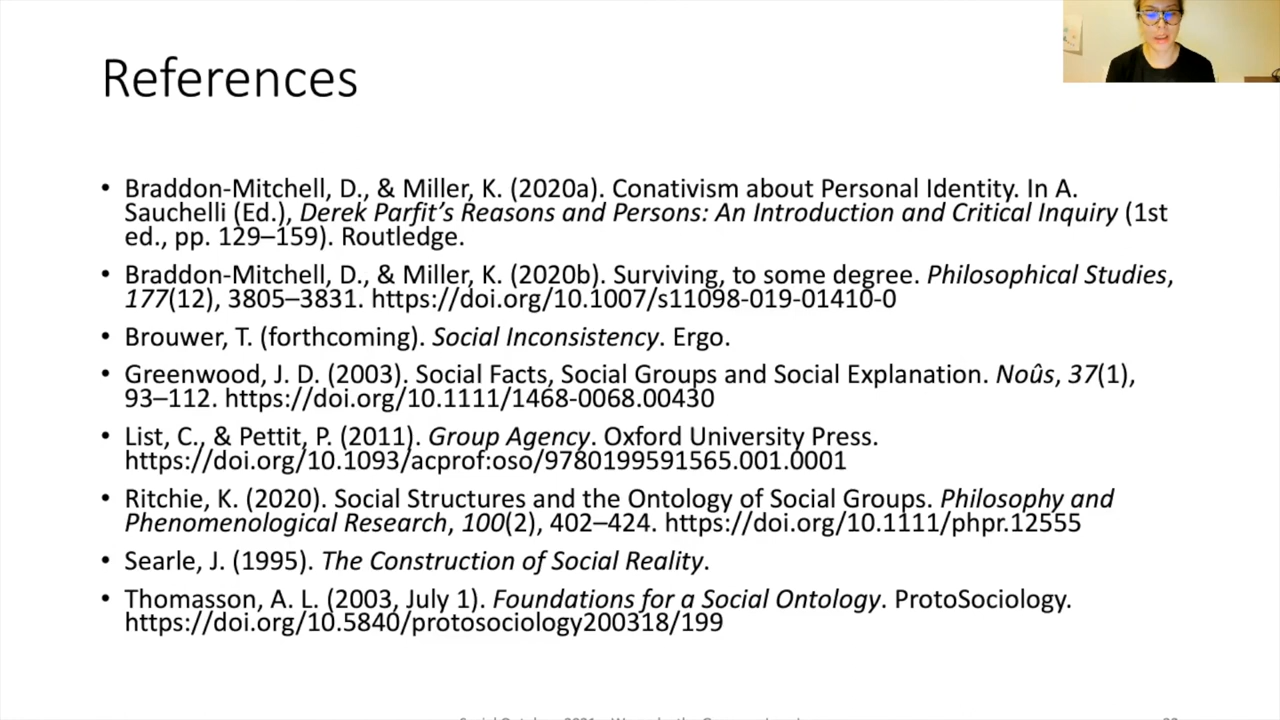 References
• Braddon-Mitchell, D., & Miller, K. (2020a). Conativism about Personal Identity. In A.
Sauchelli (Ed.), Derek Parfit’s Reasons and Persons: An Introduction and Critical Inquiry (1st
ed., pp. 129–159). Routledge.
• Braddon-Mitchell, D., & Miller, K. (2020b). Surviving, to some degree. Philosophical Studies,
177(12), 3805–3831. https://doi.org/10.1007/s11098-019-01410-0
• Brouwer, T. (forthcoming). Social Inconsistency. Ergo.
• Greenwood, J. D. (2003). Social Facts, Social Groups and Social Explanation. Noûs, 37(1),
93–112. https://doi.org/10.1111/1468-0068.00430
• List, C., & Pettit, P. (2011). Group Agency. Oxford University Press.
https://doi.org/10.1093/acprof:oso/9780199591565.001.0001
• Ritchie, K. (2020). Social Structures and the Ontology of Social Groups. Philosophy and
Phenomenological Research, 100(2), 402–424. https://doi.org/10.1111/phpr.12555
• Searle, J. (1995). The Construction of Social Reality.
• Thomasson, A. L. (2003, July 1). Foundations for a Social Ontology. ProtoSociology.
https://doi.org/10.5840/protosociology200318/199